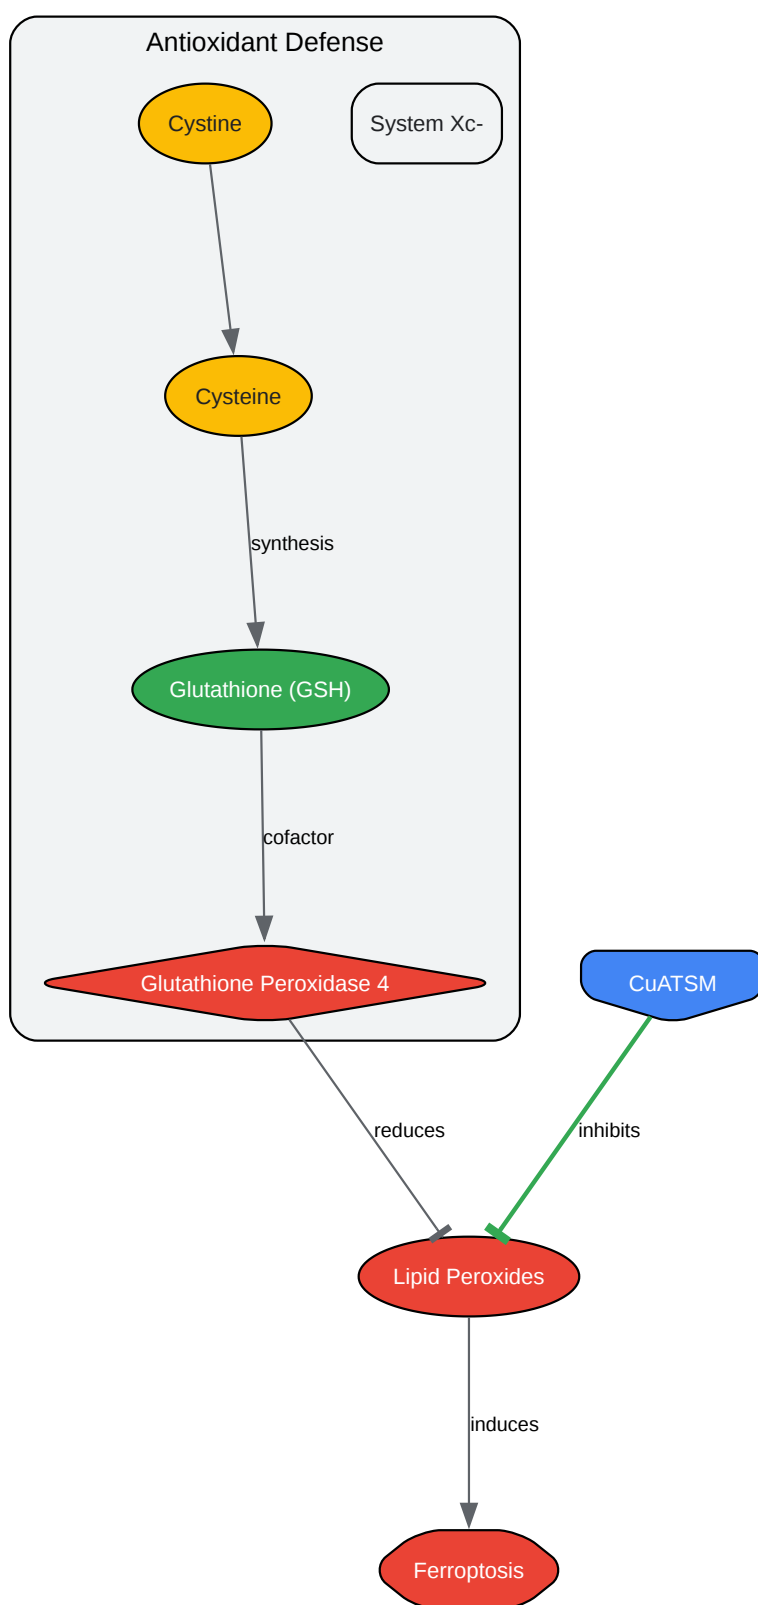 Antioxidant Defense
Cystine
System Xc-
Cysteine
synthesis
Glutathione (GSH)
cofactor
Glutathione Peroxidase 4
CuATSM
reduces
inhibits
Lipid Peroxides
induces
Ferroptosis